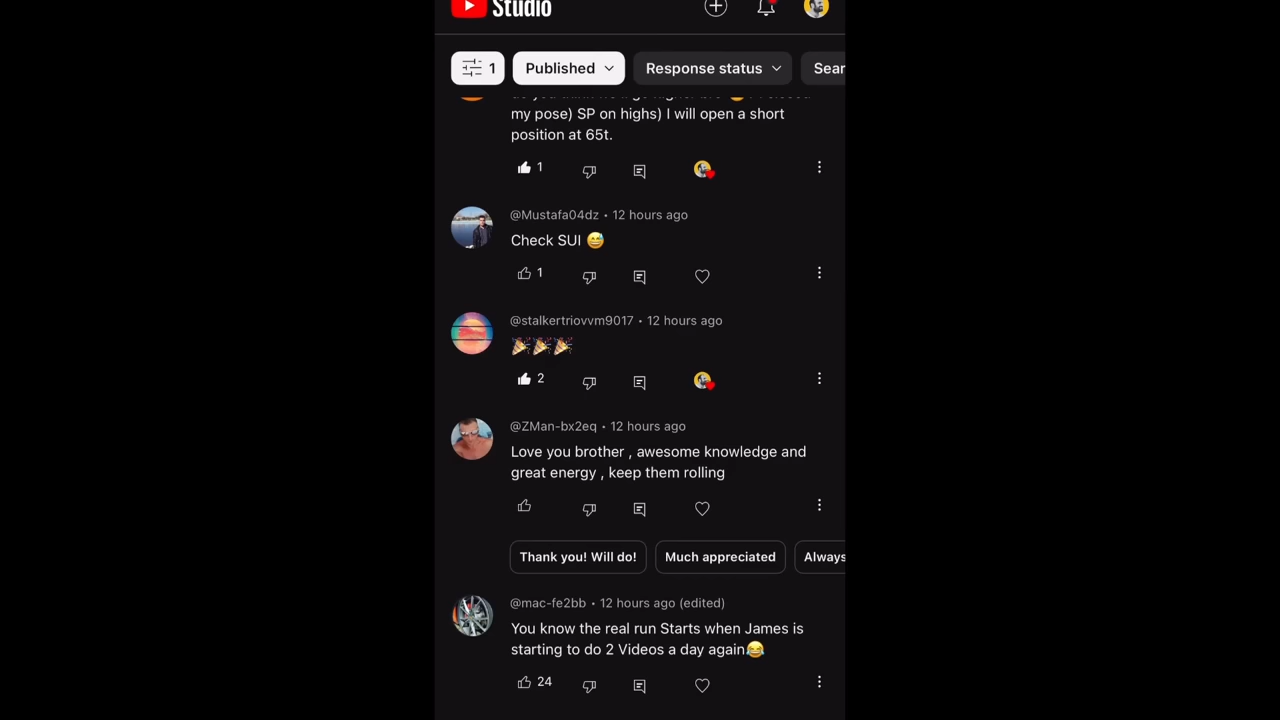 Studio
1
Published
Response status
Sear
my pose) SP on highs) I will open a short
position at 65t.
1
@Mustafa04dz • 12 hours ago
Check SUI 😅
1
@stalkertriovvm9017 • 12 hours ago
🎉🎉🎉
2
@ZMan-bx2eq • 12 hours ago
Love you brother , awesome knowledge and
great energy , keep them rolling
Thank you! Will do!
Much appreciated
Always
@mac-fe2bb • 12 hours ago (edited)
You know the real run Starts when James is
starting to do 2 Videos a day again😂
24